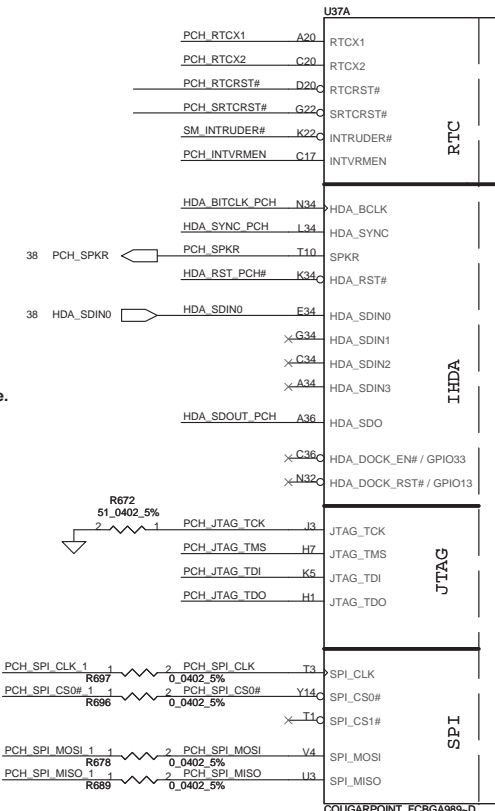 U37A
PCH_RTCX1 A20 RTCX1
PCH_RTCX2 C20 RTCX2
PCH_RTCRST# D20 RTCRST#
PCH_SRTCRST# G22 SRTCRST#
SM_INTRUDER# K22 INTRUDER#
PCH_INTVRMEN C17 INTVRMEN
RTC
HDA_BITCLK_PCH N34 HDA_BCLK
HDA_SYNC_PCH L34 HDA_SYNC
38 PCH_SPKR PCH_SPKR T10 SPKR
HDA_RST_PCH# K34 HDA_RST#
38 HDA_SDIN0 HDA_SDIN0 E34 HDA_SDIN0
G34 HDA_SDIN1
C34 HDA_SDIN2
A34 HDA_SDIN3
IHDA
e.
HDA_SDOUT_PCH A36 HDA_SDO
C36 HDA_DOCK_EN# / GPIO33
N32 HDA_DOCK_RST# / GPIO13
R672
51_0402_5%
2 1 PCH_JTAG_TCK J3 JTAG_TCK
PCH_JTAG_TMS H7 JTAG_TMS
PCH_JTAG_TDI K5 JTAG_TDI
PCH_JTAG_TDO H1 JTAG_TDO
JTAG
PCH_SPI_CLK_1 1 2 PCH_SPI_CLK T3 SPI_CLK
R697 0_0402_5%
PCH_SPI_CS0#_1 1 2 PCH_SPI_CS0# Y14 SPI_CS0#
R696 0_0402_5%
T1 SPI_CS1#
SPI
PCH_SPI_MOSI_1 1 2 PCH_SPI_MOSI V4 SPI_MOSI
R678 0_0402_5%
PCH_SPI_MISO_1 1 2 PCH_SPI_MISO U3 SPI_MISO
R689 0_0402_5%
COUGARPOINT_FCBGA989~D